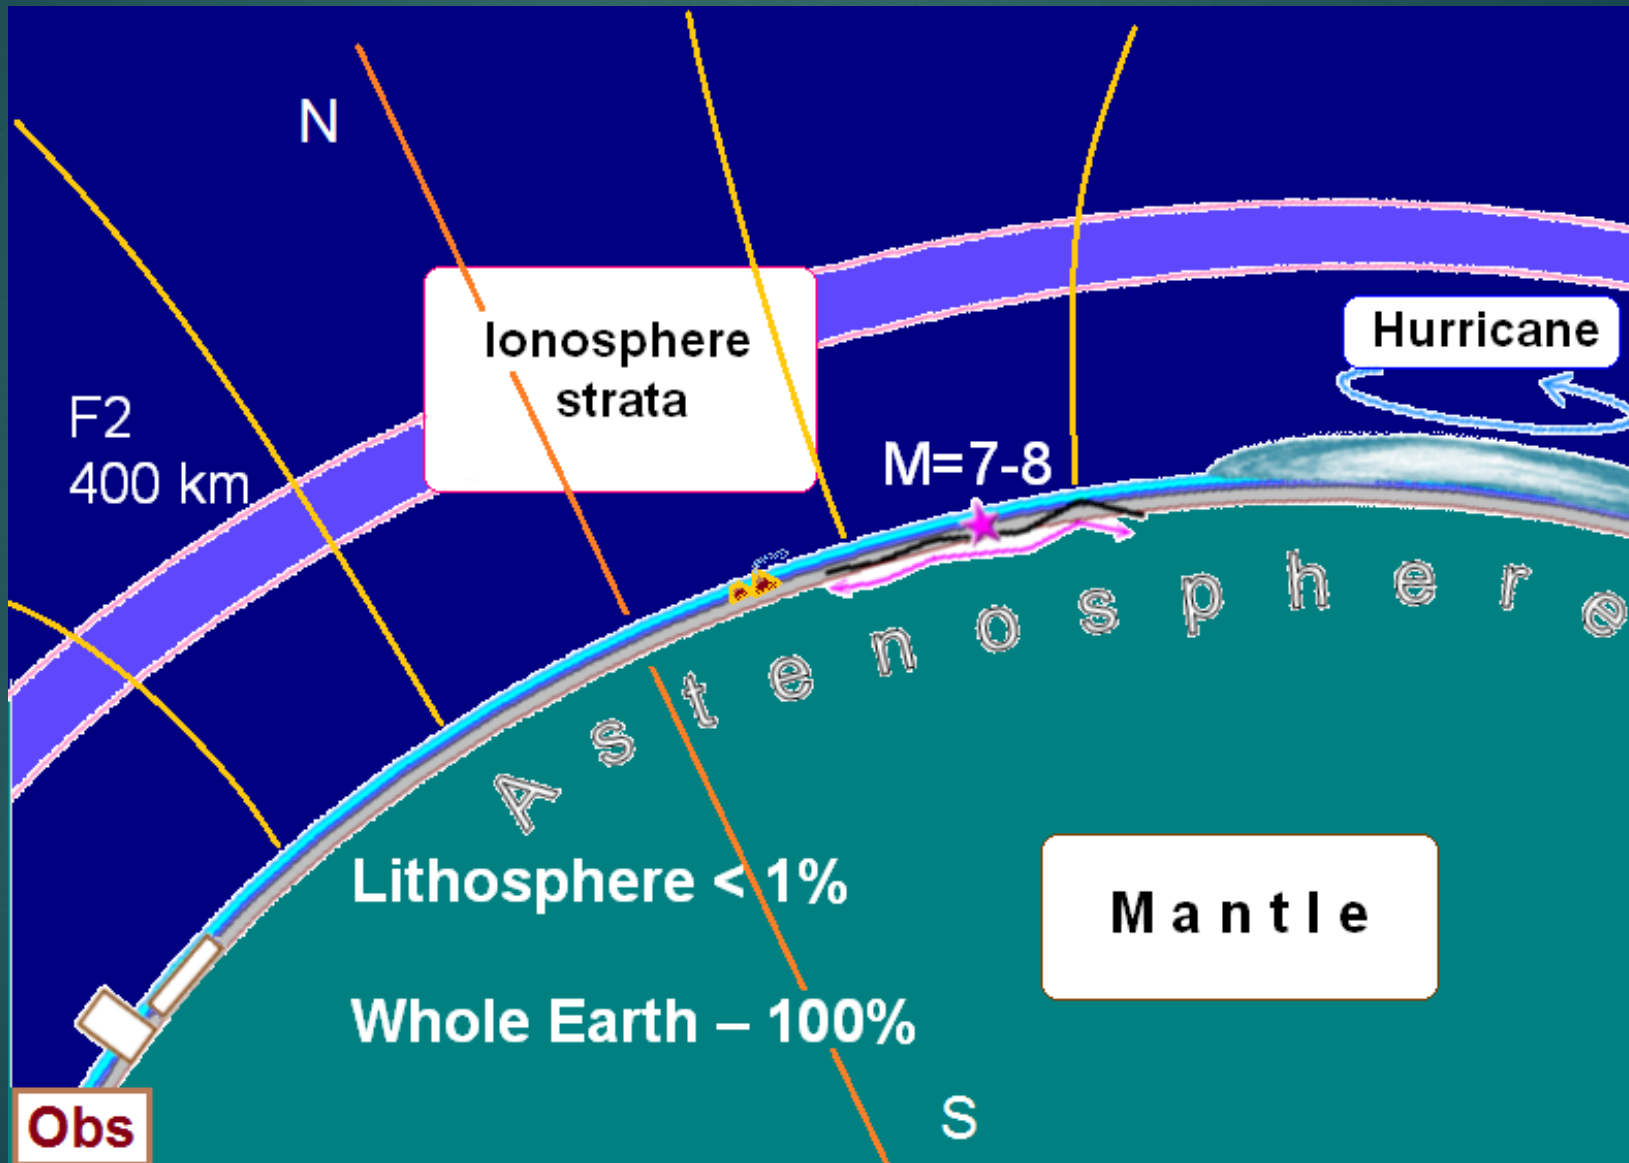 N
Ionosphere
strata
Hurricane
F2
400 km
M=7-8
Astenosphere
Lithosphere < 1%
Mantle
Whole Earth – 100%
S
Obs